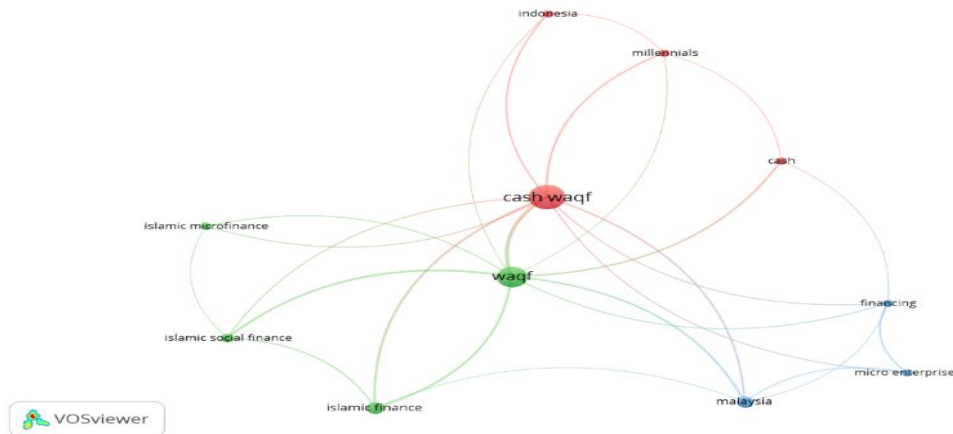 indonesia
millennials
cash
cash waqf
islamic microfinance
waqf
financing
islamic social finance
micro enterprise
malaysia
islamic finance
VOSviewer